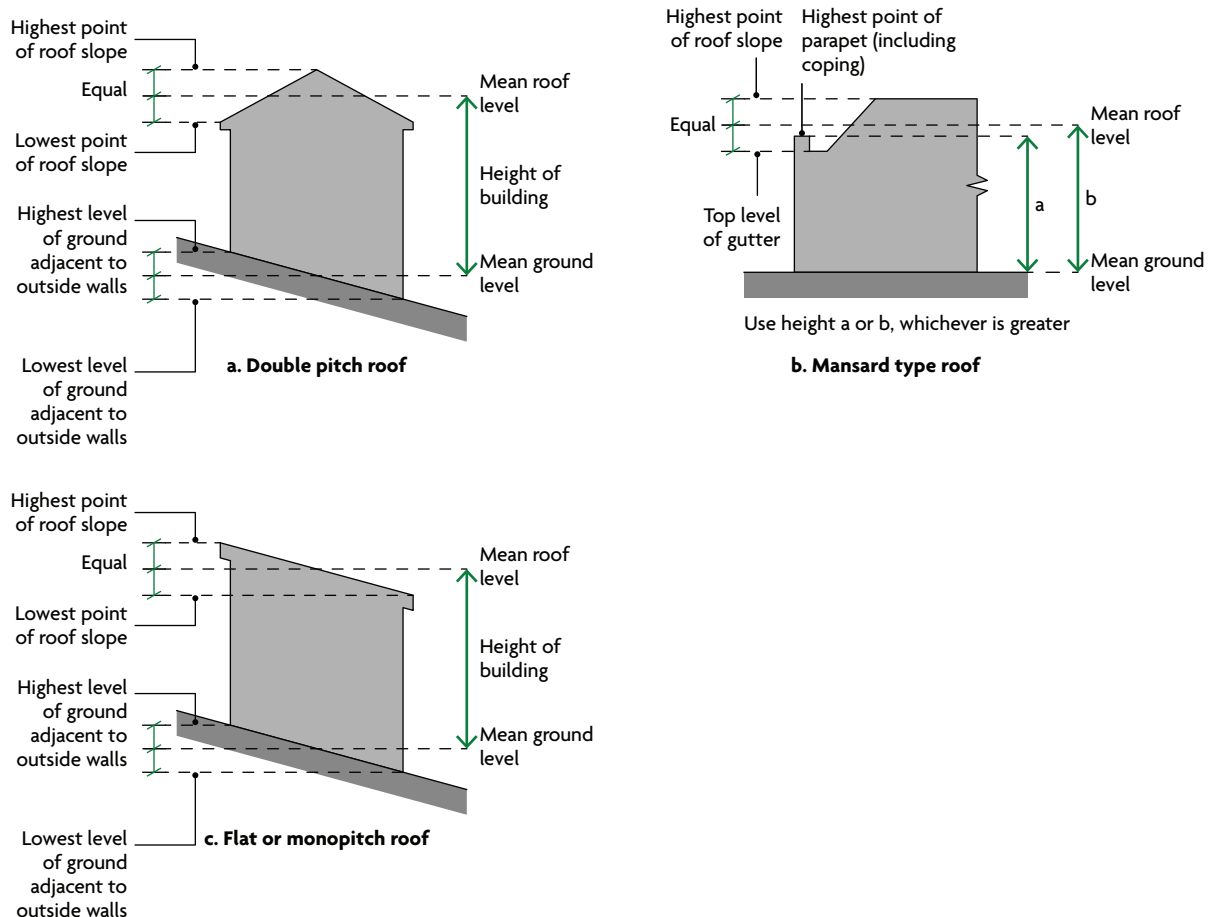 Highest point
of roof slope
Equal
Lowest point
of roof slope
Highest level
of ground
adjacent to
outside walls
Lowest level
of ground
adjacent to
outside walls
Mean roof
level
Height of
building
Mean ground
level
a. Double pitch roof
Highest point
of roof slope
Highest point of
parapet (including
coping)
Equal
Top level
of gutter
Mean roof
level
a
b
Mean ground
level
Use height a or b, whichever is greater
b. Mansard type roof
Highest point
of roof slope
Equal
Lowest point
of roof slope
Highest level
of ground
adjacent to
outside walls
Lowest level
of ground
adjacent to
outside walls
Mean roof
level
Height of
building
Mean ground
level
c. Flat or monopitch roof